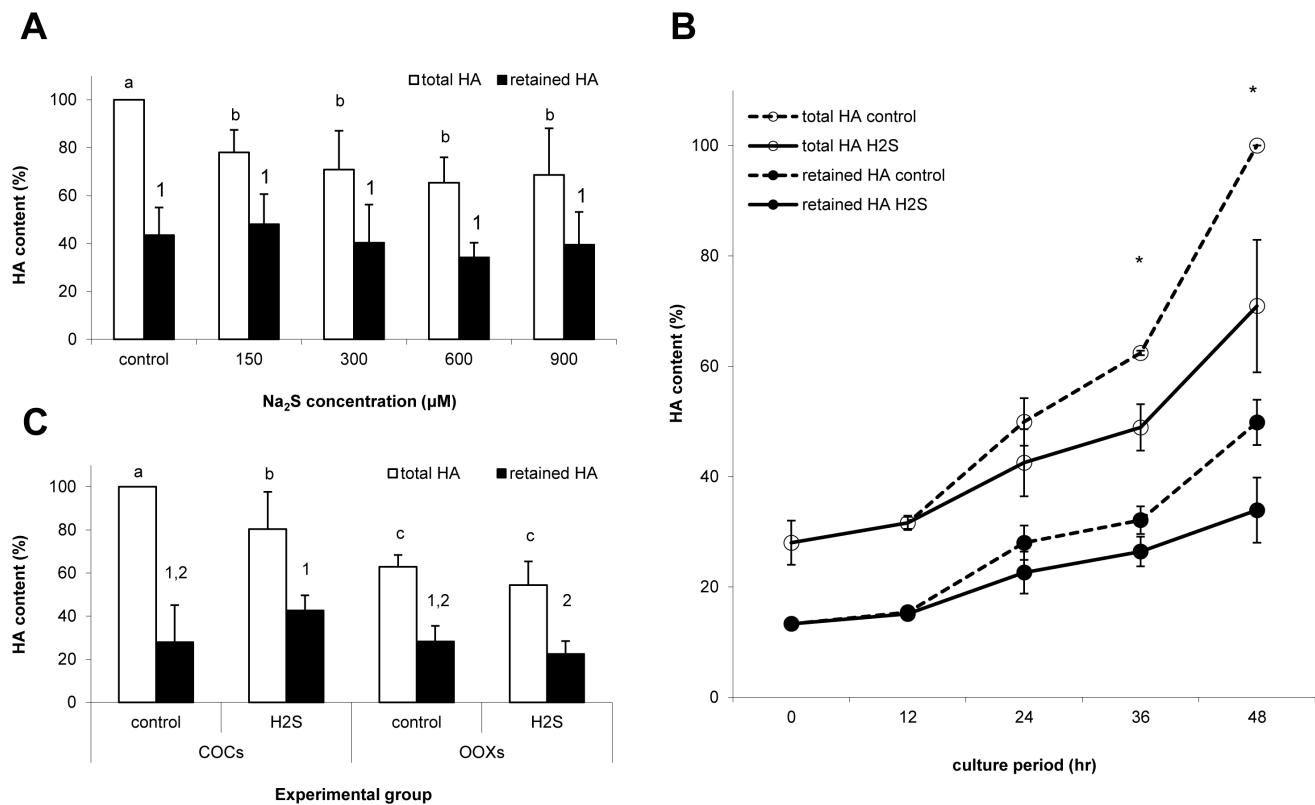 A
total HA retained HA
a
b
b
b
b
1
1
1
1
1
100
80
60
40
20
0
HA content (%)
control 150 300 600 900
Na₂S concentration (µM)
B
total HA control
total HA H2S
retained HA control
retained HA H2S
*
*
100
80
60
40
20
0
HA content (%)
0 12 24 36 48
culture period (hr)
C
total HA retained HA
a
b
c
c
1,2
1
1,2
2
100
80
60
40
20
0
HA content (%)
control H2S control H2S
COCs OOXs
Experimental group